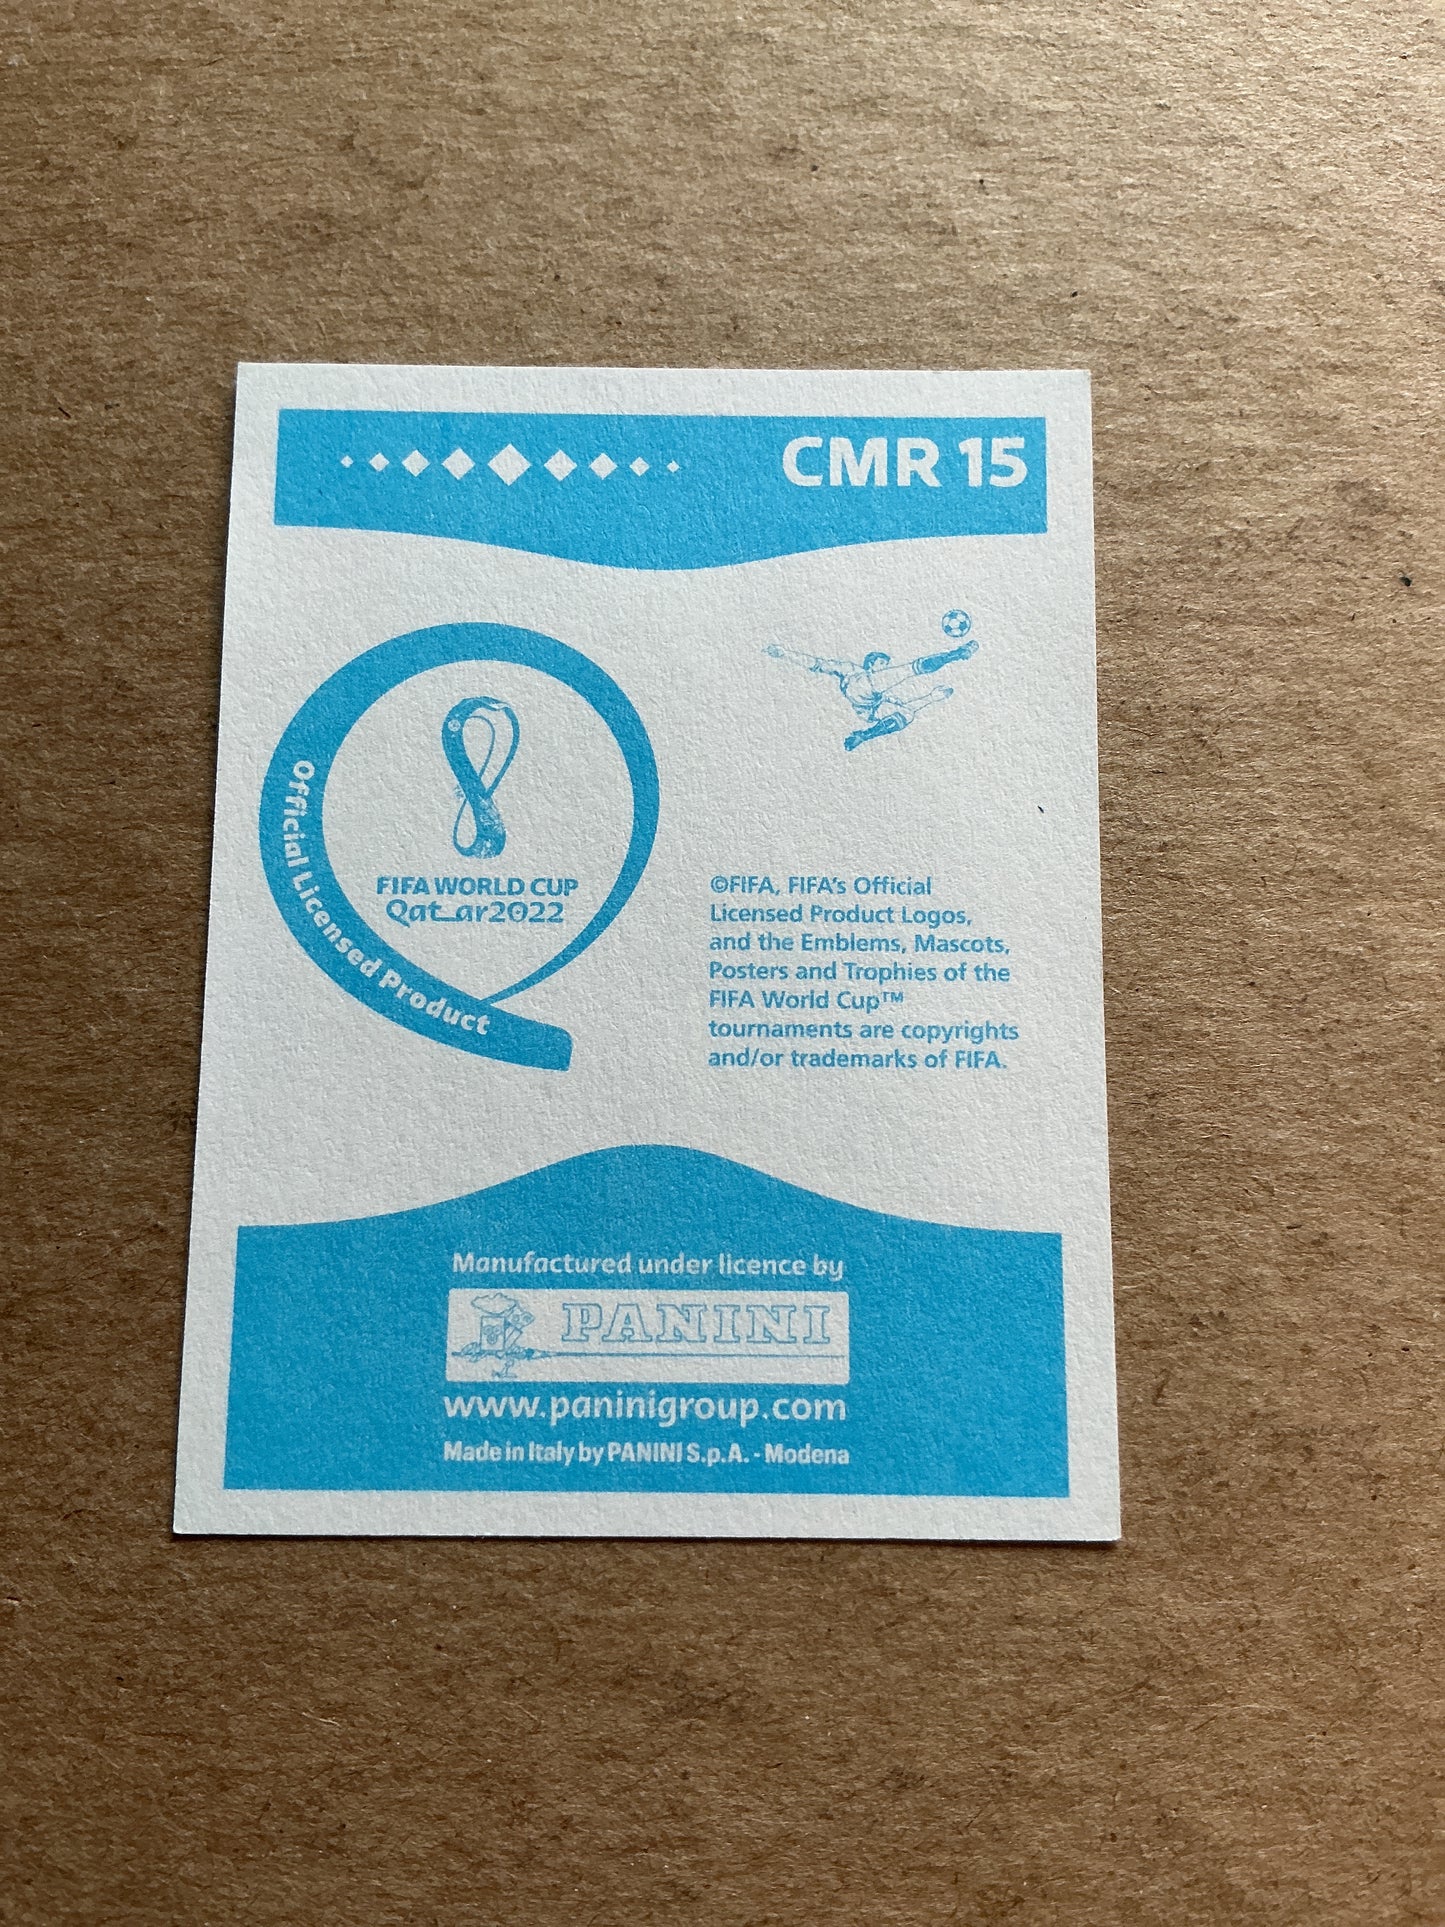 CMR 15
Official Licensed Product
FIFA WORLD CUP
Qatar2022
©FIFA, FIFA's Official
Licensed Product Logos,
and the Emblems, Mascots,
Posters and Trophies of the
FIFA World Cup™
tournaments are copyrights
and/or trademarks of FIFA.
Manufactured under licence by
PANINI
www.paninigroup.com
Made in Italy by PANINI S.p.A. - Modena